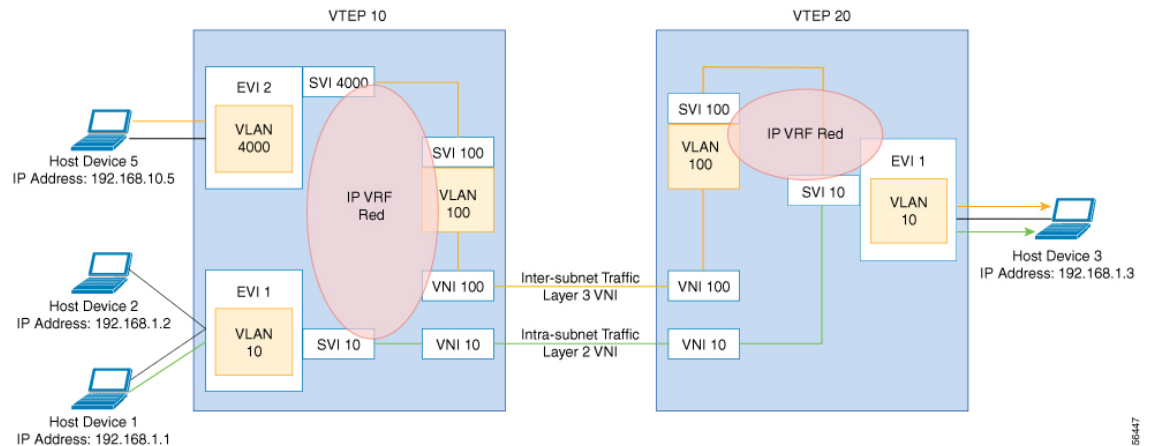 VTEP 10
VTEP 20
EVI 2
SVI 4000
VLAN
4000
Host Device 5
IP Address: 192.168.10.5
SVI 100
VLAN
100
IP VRF
Red
VNI 100
Host Device 2
IP Address: 192.168.1.2
EVI 1
VLAN
10
SVI 10
VNI 10
Host Device 1
IP Address: 192.168.1.1
Inter-subnet Traffic
Layer 3 VNI
Intra-subnet Traffic
Layer 2 VNI
SVI 100
VLAN
100
IP VRF Red
EVI 1
SVI 10
VLAN
10
VNI 100
VNI 10
Host Device 3
IP Address: 192.168.1.3
56447